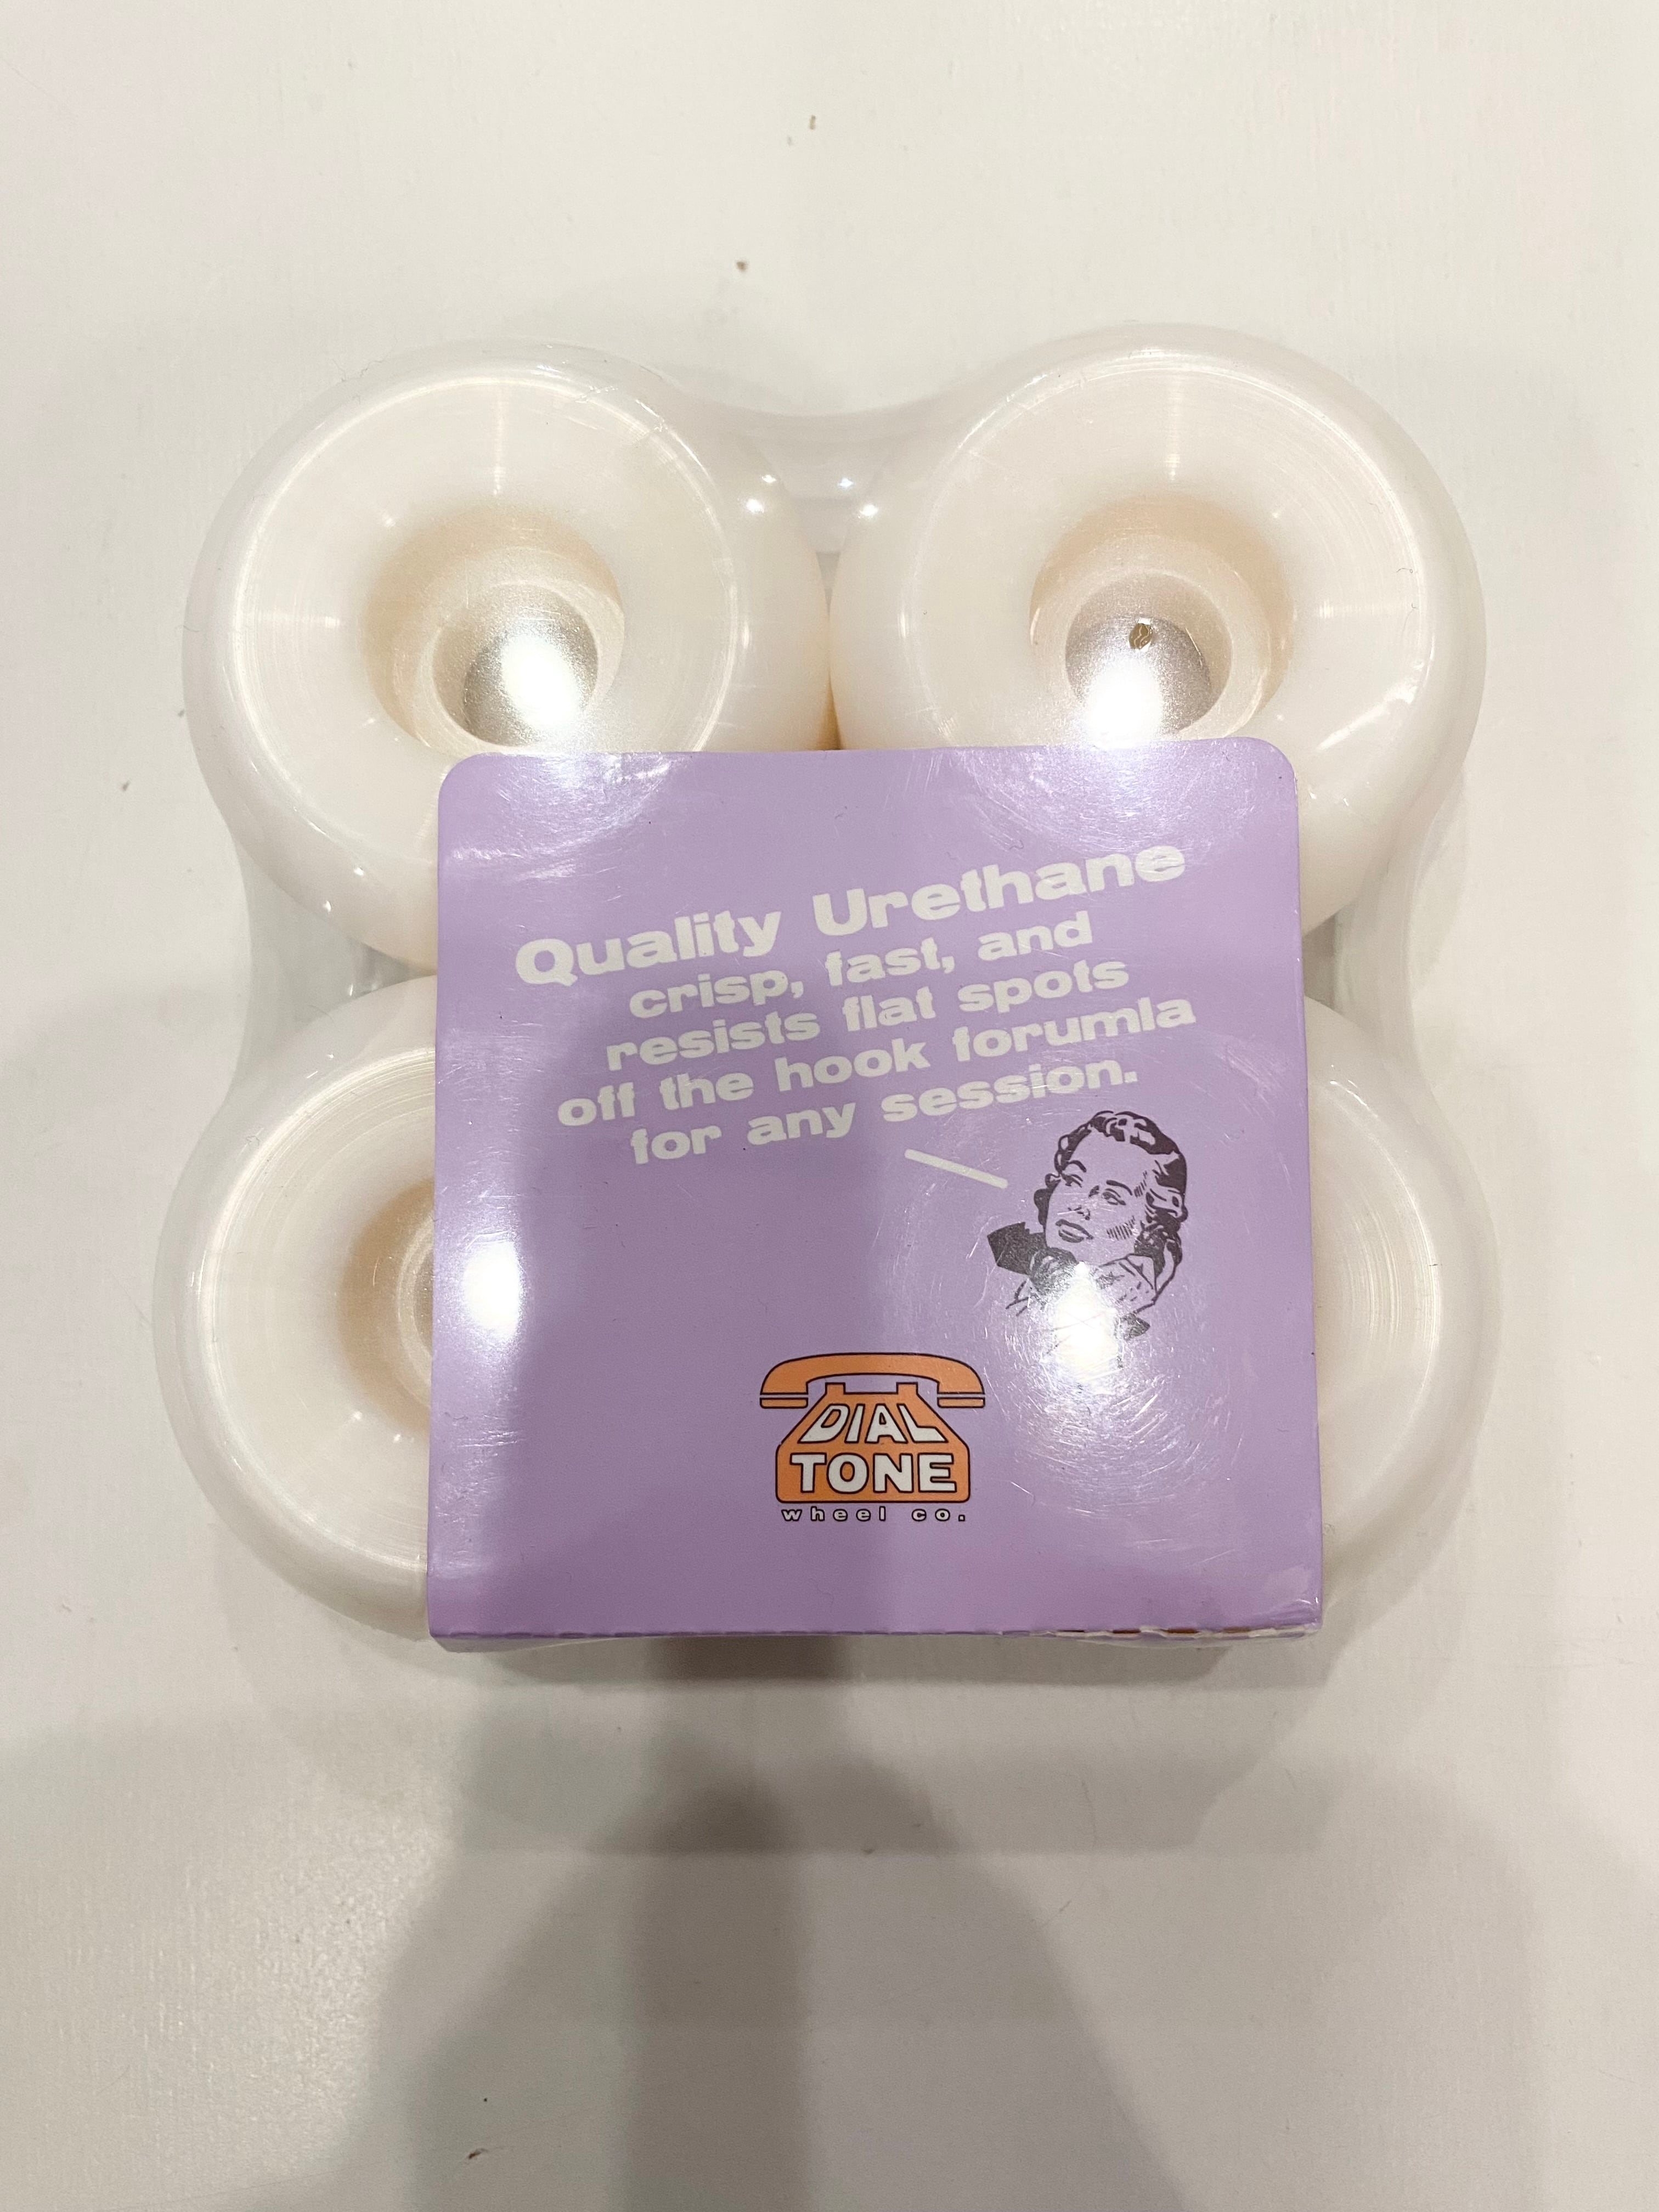 Quality Urethane
crisp, fast, and
resists flat spots
off the hook forumla
for any session.
DIAL
TONE
wheel co.